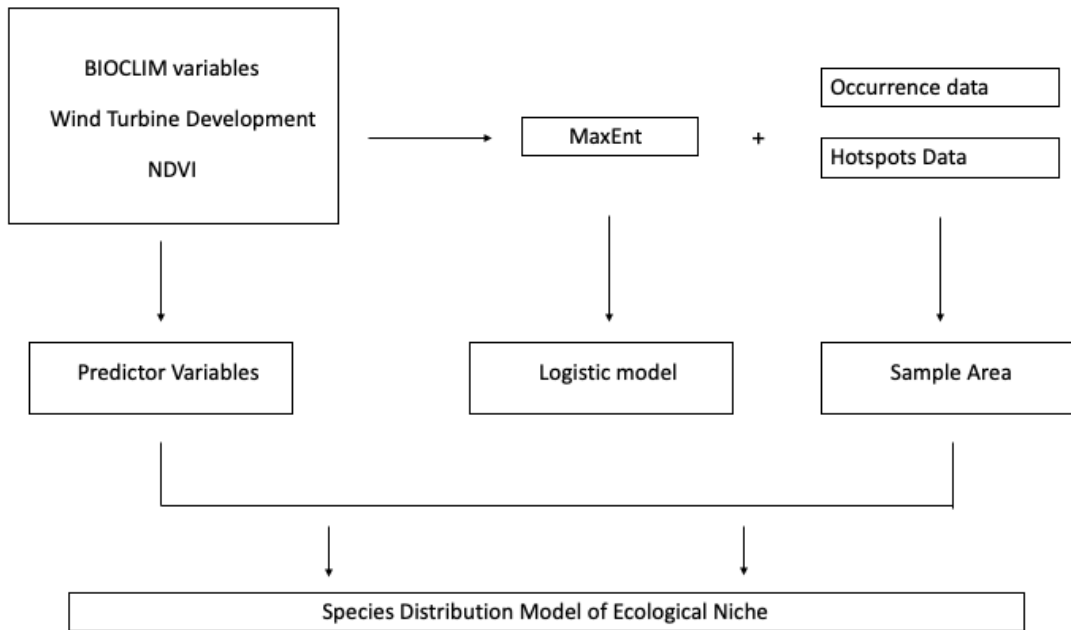 BIOCLIM variables
Wind Turbine Development
NDVI
MaxEnt
+
Occurrence data
Hotspots Data
Predictor Variables
Logistic model
Sample Area
Species Distribution Model of Ecological Niche